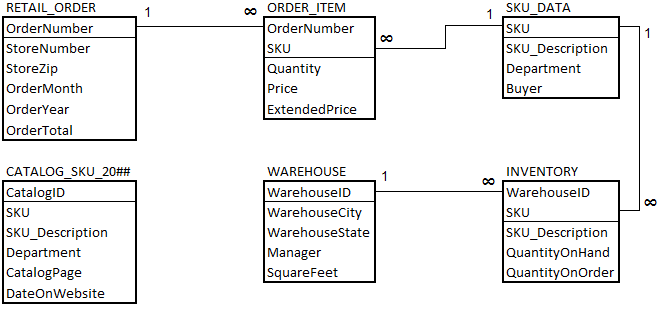 RETAIL_ORDER
OrderNumber
StoreNumber
StoreZip
OrderMonth
OrderYear
OrderTotal
1
∞
ORDER_ITEM
OrderNumber
SKU
Quantity
Price
ExtendedPrice
∞
1
SKU_DATA
SKU
SKU_Description
Department
Buyer
1
CATALOG_SKU_20##
CatalogID
SKU
SKU_Description
Department
CatalogPage
DateOnWebsite
WAREHOUSE
WarehouseID
WarehouseCity
WarehouseState
Manager
SquareFeet
1
∞
INVENTORY
WarehouseID
SKU
SKU_Description
QuantityOnHand
QuantityOnOrder
∞